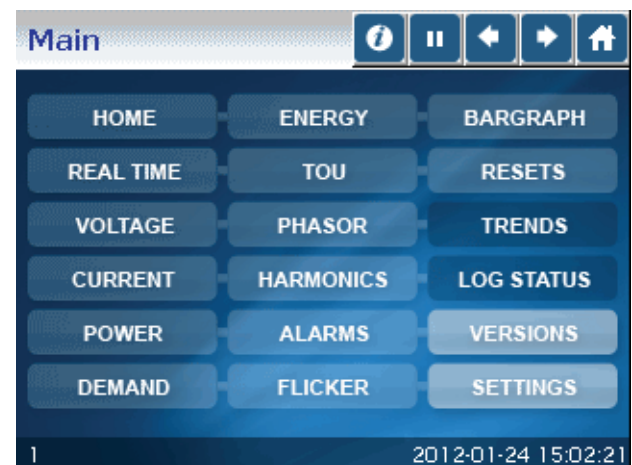 Main
HOME ENERGY BARGRAPH
REAL TIME TOU RESETS
VOLTAGE PHASOR TRENDS
CURRENT HARMONICS LOG STATUS
POWER ALARMS VERSIONS
DEMAND FLICKER SETTINGS
1 2012-01-24 15:02:21